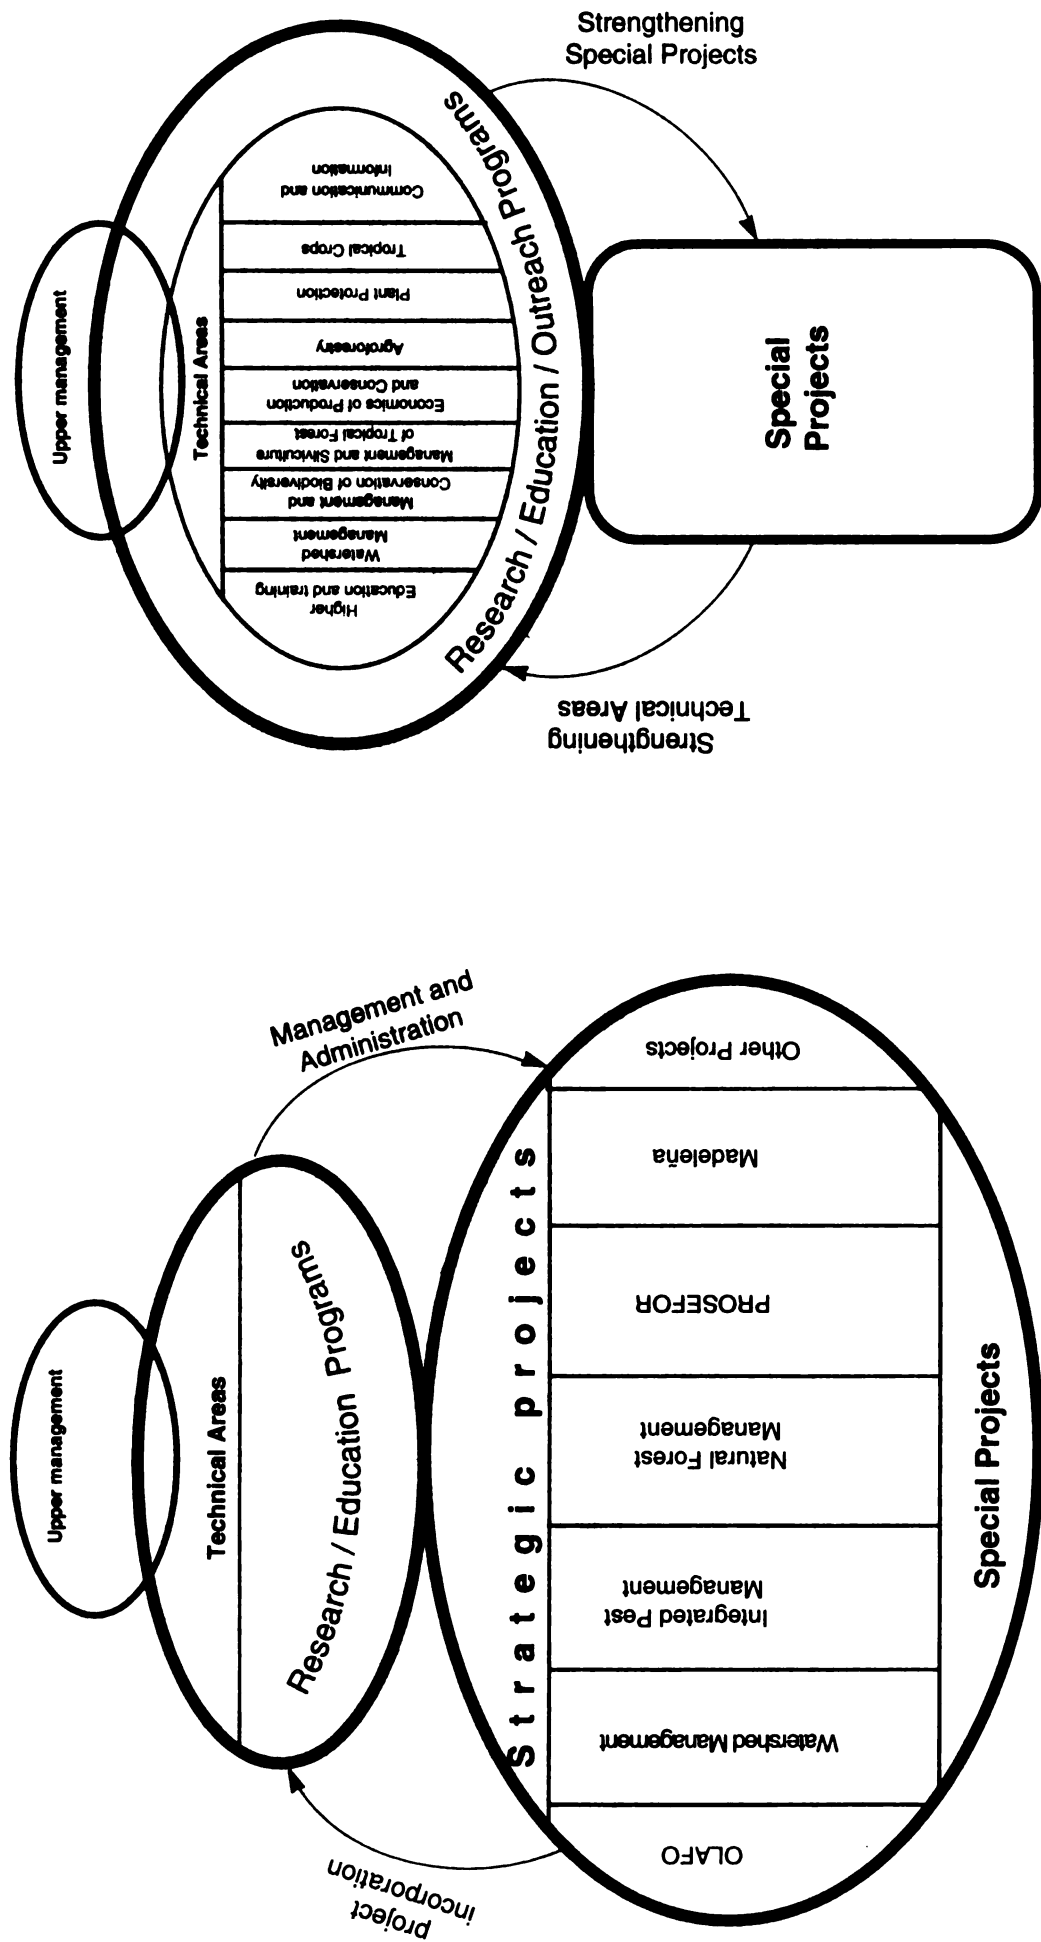 Upper management
Technical Areas
Research / Education Programs
Management and
Administration
project
incorporation
Strategic projects
OLAFO
Watershed Management
Integrated Pest
Management
Natural Forest
Management
PROSEFOR
Madeleña
Other Projects
Special Projects
Upper management
Technical Areas
Higher
Education and training
Watershed
Management
Management and
Conservation of Biodiversity
Management and Silviculture
of Tropical Forest
Economics of Production
and Conservation
Agroforestry
Plant Protection
Tropical Crops
Communication and
Information
Research / Education / Outreach Programs
Strengthening
Special Projects
Strengthening
Technical Areas
Special
Projects